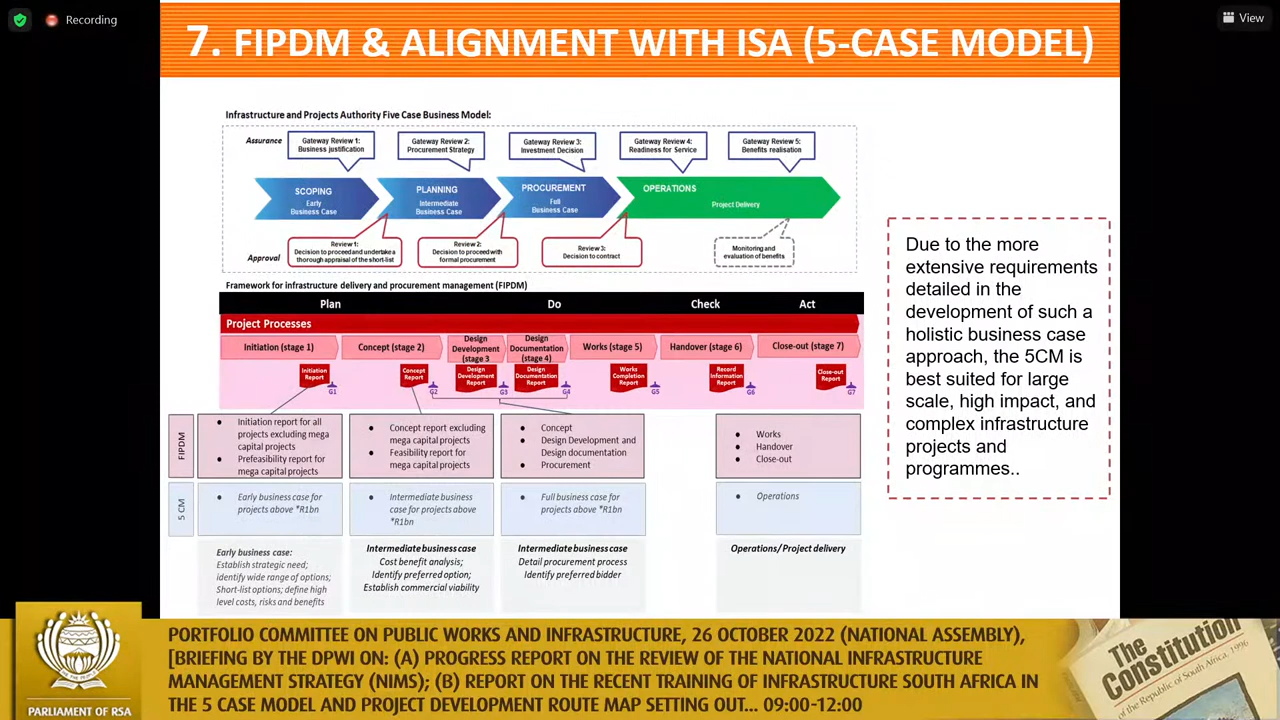 Recording
View
7. FIPDM & ALIGNMENT WITH ISA (5-CASE MODEL)
Infrastructure and Projects Authority Five Case Business Model:
Assurance
Gateway Review 1:
Business justification
Gateway Review 2:
Procurement Strategy
Gateway Review 3:
Investment Decision
Gateway Review 4:
Readiness for Service
Gateway Review 5:
Benefits realisation
SCOPING
Early
Business Case
PLANNING
Intermediate
Business Case
PROCUREMENT
Full
Business Case
OPERATIONS
Project Delivery
Approval
Review 1:
Decision to proceed and undertake a
thorough appraisal of the short-list
Review 2:
Decision to proceed with
formal procurement
Review 3:
Decision to contract
Monitoring and
evaluation of benefits
Framework for infrastructure delivery and procurement management (FIPDM)
Plan Do Check Act
Project Processes
Initiation (stage 1)
Concept (stage 2)
Design
Development
(stage 3
Design
Documentation
(stage 4)
Works (stage 5)
Handover (stage 6)
Close-out (stage 7)
Initiation
Report
G1
Concept
Report
G2
Design
Development
Report
G3
Design
Documentation
Report
G4
Works
Completion
Report
G5
Record
Information
Report
G6
Close-out
Report
G7
FIPDM
• Initiation report for all
projects excluding mega
capital projects
• Prefeasibility report for
mega capital projects
• Concept report excluding
mega capital projects
• Feasibility report for
mega capital projects
• Concept
• Design Development and
Design documentation
• Procurement
• Works
• Handover
• Close-out
5 CM
• Early business case for
projects above *R1bn
• Intermediate business
case for projects above
*R1bn
• Full business case for
projects above *R1bn
• Operations
Early business case:
Establish strategic need;
identify wide range of options;
Short-list options; define high
level costs, risks and benefits
Intermediate business case
Cost benefit analysis;
Identify preferred option;
Establish commercial viability
Intermediate business case
Detail procurement process
Identify preferred bidder
Operations/Project delivery
Due to the more
extensive requirements
detailed in the
development of such a
holistic business case
approach, the 5CM is
best suited for large
scale, high impact, and
complex infrastructure
projects and
programmes..
PARLIAMENT OF RSA
PORTFOLIO COMMITTEE ON PUBLIC WORKS AND INFRASTRUCTURE, 26 OCTOBER 2022 (NATIONAL ASSEMBLY),
[BRIEFING BY THE DPWI ON: (A) PROGRESS REPORT ON THE REVIEW OF THE NATIONAL INFRASTRUCTURE
MANAGEMENT STRATEGY (NIMS); (B) REPORT ON THE RECENT TRAINING OF INFRASTRUCTURE SOUTH AFRICA IN
THE 5 CASE MODEL AND PROJECT DEVELOPMENT ROUTE MAP SETTING OUT... 09:00-12:00
The
Constitution
of the Republic of South Africa, 1996